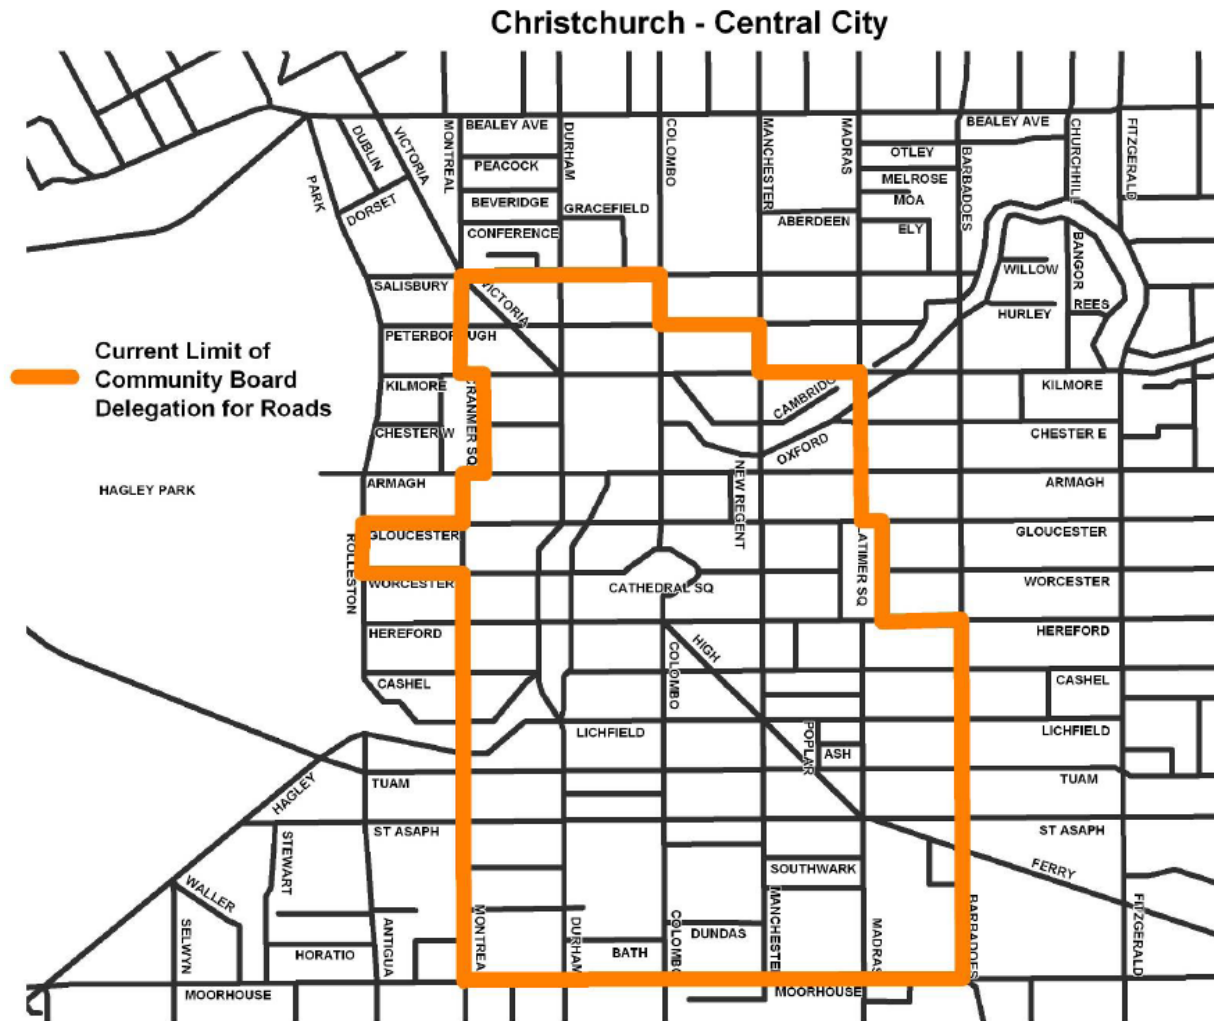 Christchurch - Central City
BEALEY AVE
BEALEY AVE
DUBLIN
VICTORIA
MONTREAL
DURHAM
COLOMBO
MANCHESTER
MADRAS
BARBADOES
CHURCHHILL
FITZGERALD
PARK
DORSET
PEACOCK
BEVERIDGE
GRACEFIELD
CONFERENCE
ABERDEEN
OTLEY
MELROSE
MOA
ELY
BANGOR
WILLOW
SALISBURY
VICTORIA
HURLEY
REES
PETERBOROUGH
Current Limit of
Community Board
Delegation for Roads
KILMORE
CRANMER SQ
CAMBRIDG
KILMORE
CHESTER W
OXFORD
CHESTER E
HAGLEY PARK
ARMAGH
NEW REGENT
ARMAGH
ROLLESTON
GLOUCESTER
LATIMER SQ
GLOUCESTER
WORCESTER
CATHEDRAL SQ
WORCESTER
HEREFORD
HIGH
HEREFORD
CASHEL
COLOMBO
CASHEL
LICHFIELD
POPLAR
ASH
LICHFIELD
HAGLEY
TUAM
TUAM
STEWART
ST ASAPH
ST ASAPH
SOUTHWARK
FERRY
WALLER
SELWYN
ANTIGUA
MONTREA
DURHAM
COLOMBO
DUNDAS
MANCHESTER
MADRAS
BARBADOES
FITZGERALD
HORATIO
BATH
MOORHOUSE
MOORHOUSE